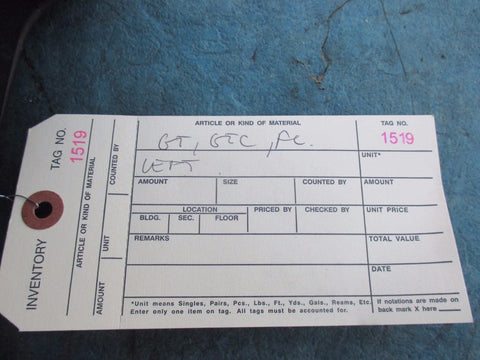 INVENTORY
TAG NO.
1519
ARTICLE OR KIND OF MATERIAL
COUNTED BY
AMOUNT
UNIT
ARTICLE OR KIND OF MATERIAL
GT, GTC, FC.
LEFT.
TAG NO.
1519
UNIT*
AMOUNT SIZE COUNTED BY AMOUNT
LOCATION
BLDG. SEC. FLOOR
PRICED BY CHECKED BY UNIT PRICE
REMARKS TOTAL VALUE
DATE
*Unit means Singles, Pairs, Pcs., Lbs., Ft., Yds., Gals., Reams, Etc.
Enter only one item on tag. All tags must be accounted for.
If notations are made on
back mark X here